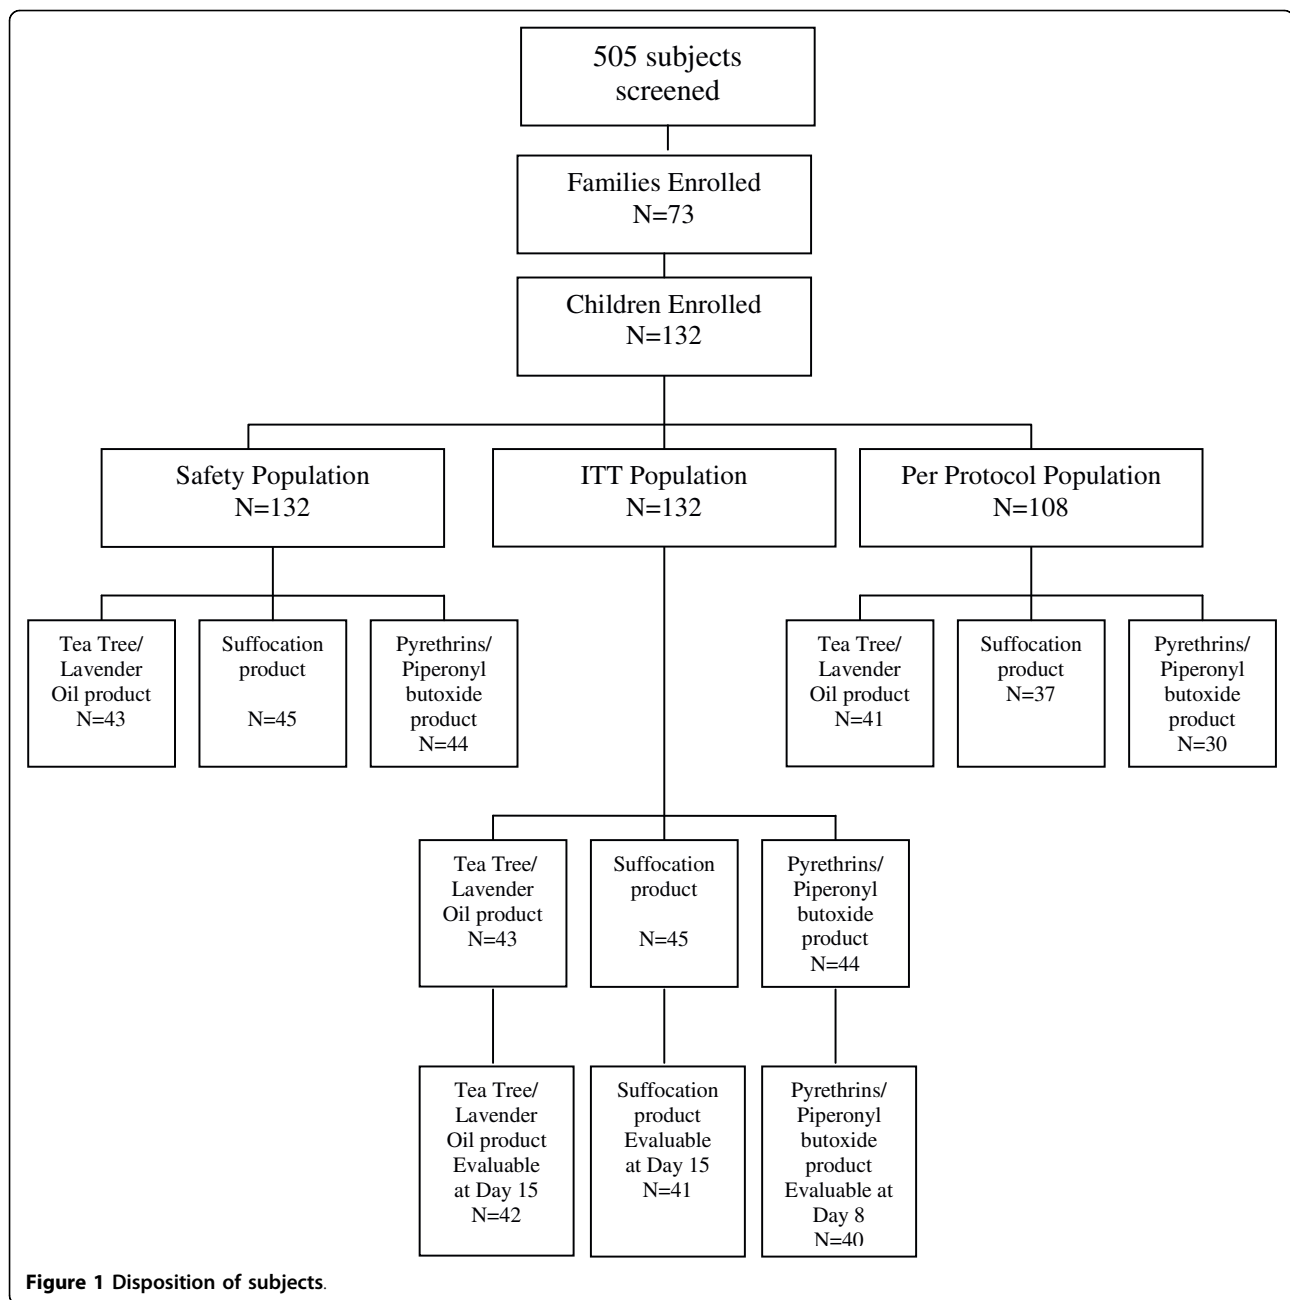 505 subjects
screened
Families Enrolled
N=73
Children Enrolled
N=132
Safety Population
N=132
ITT Population
N=132
Per Protocol Population
N=108
Tea Tree/
Lavender
Oil product
N=43
Suffocation
product
N=45
Pyrethrins/
Piperonyl
butoxide
product
N=44
Tea Tree/
Lavender
Oil product
N=41
Suffocation
product
N=37
Pyrethrins/
Piperonyl
butoxide
product
N=30
Tea Tree/
Lavender
Oil product
N=43
Suffocation
product
N=45
Pyrethrins/
Piperonyl
butoxide
product
N=44
Tea Tree/
Lavender
Oil product
Evaluable
at Day 15
N=42
Suffocation
product
Evaluable
at Day 15
N=41
Pyrethrins/
Piperonyl
butoxide
product
Evaluable at
Day 8
N=40
Figure 1 Disposition of subjects.